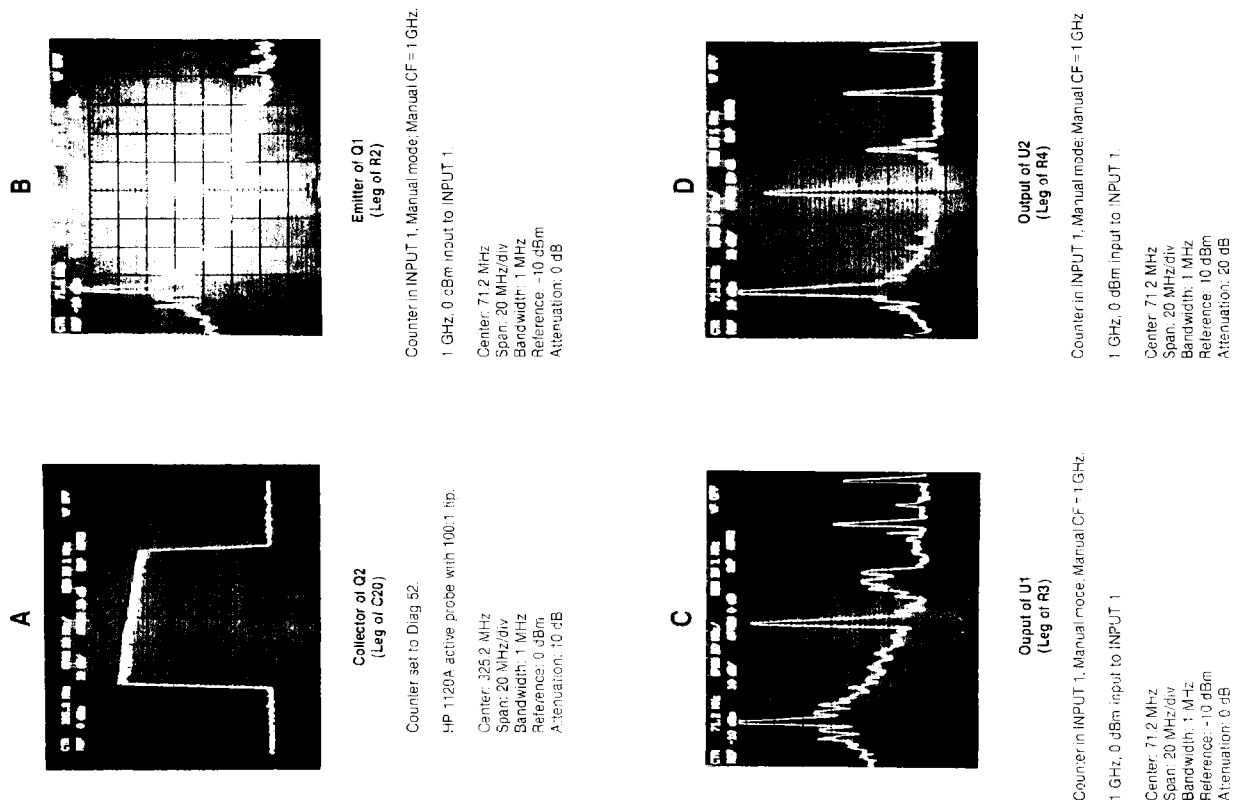 A
Collector of Q2
(Leg of C20)
Counter set to Diag 52.
HP 1120A active probe with 100:1 tip.
Center: 325.2 MHz
Span: 20 MHz/div
Bandwidth: 1 MHz
Reference: 0 dBm
Attenuation: 10 dB
B
Emitter of Q1
(Leg of R2)
Counter in INPUT 1, Manual mode; Manual CF = 1 GHz.
1 GHz, 0 dBm input to INPUT 1.
Center: 71.2 MHz
Span: 20 MHz/div
Bandwidth: 1 MHz
Reference: -10 dBm
Attenuation: 0 dB
C
Ouput of U1
(Leg of R3)
Counter in INPUT 1, Manual mode; Manual CF = 1 GHz.
1 GHz, 0 dBm input to INPUT 1
Center: 71.2 MHz
Span: 20 MHz/div
Bandwidth: 1 MHz
Reference: -10 dBm
Attenuation: 0 dB
D
Output of U2
(Leg of R4)
Counter in INPUT 1, Manual mode; Manual CF = 1 GHz.
1 GHz, 0 dBm input to INPUT 1.
Center: 71.2 MHz
Span: 20 MHz/div
Bandwidth: 1 MHz
Reference: 10 dBm
Attenuation: 20 dB